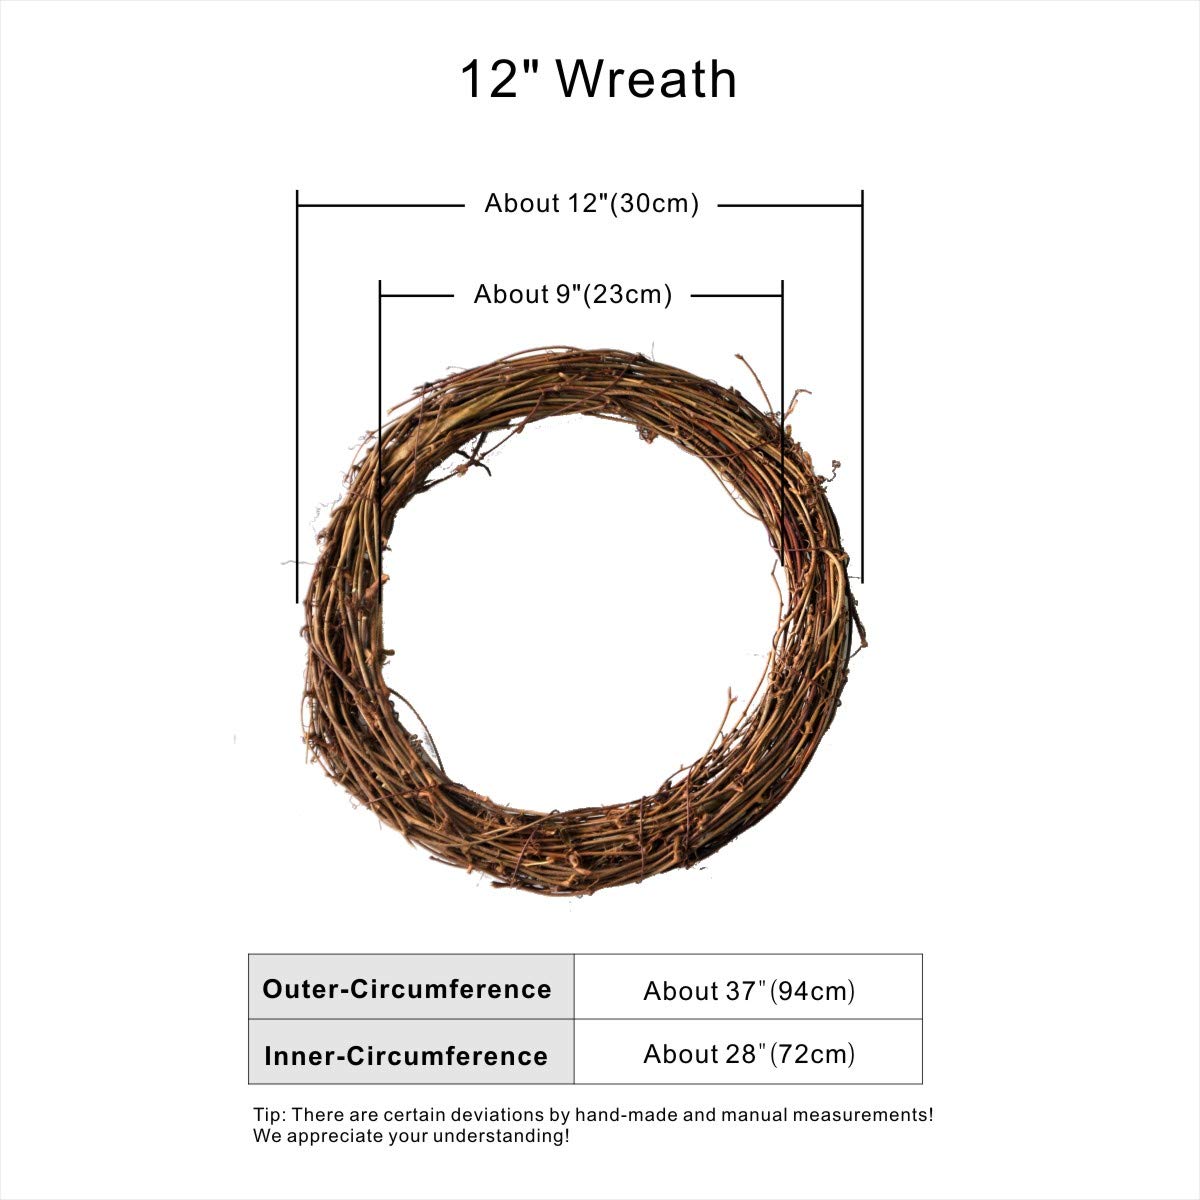 12" Wreath
About 12"(30cm)
About 9"(23cm)
Outer-Circumference
About 37"(94cm)
Inner-Circumference
About 28"(72cm)
Tip: There are certain deviations by hand-made and manual measurements!
We appreciate your understanding!